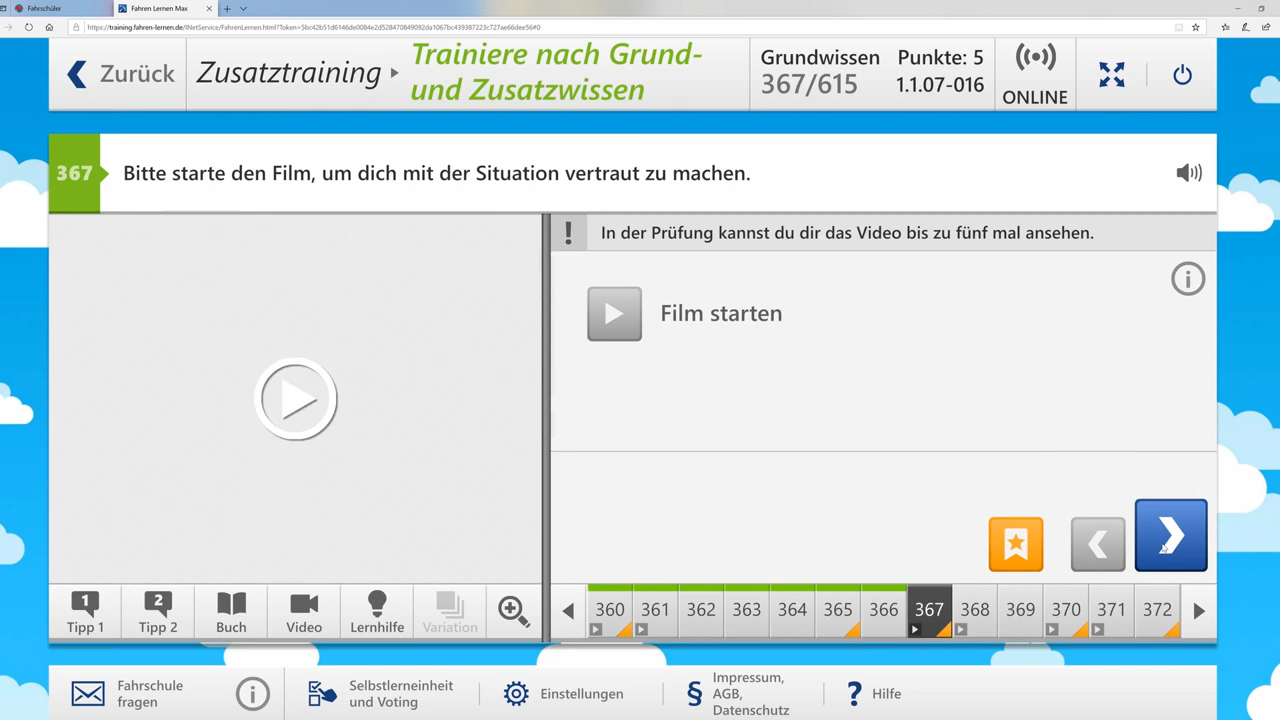 Fahrschüler
Fahren Lernen Max
Zurück
Zusatztraining
Trainiere nach Grund-
und Zusatzwissen
Grundwissen
367/615
Punkte: 5
1.1.07-016
ONLINE
367
Bitte starte den Film, um dich mit der Situation vertraut zu machen.
! In der Prüfung kannst du dir das Video bis zu fünf mal ansehen.
i
Film starten
1
Tipp 1
2
Tipp 2
Buch
Video
Lernhilfe
Variation
360 361 362 363 364 365 366 367 368 369 370 371 372
Fahrschule
fragen
i
Selbstlerneinheit
und Voting
Einstellungen
§
Impressum,
AGB,
Datenschutz
?
Hilfe